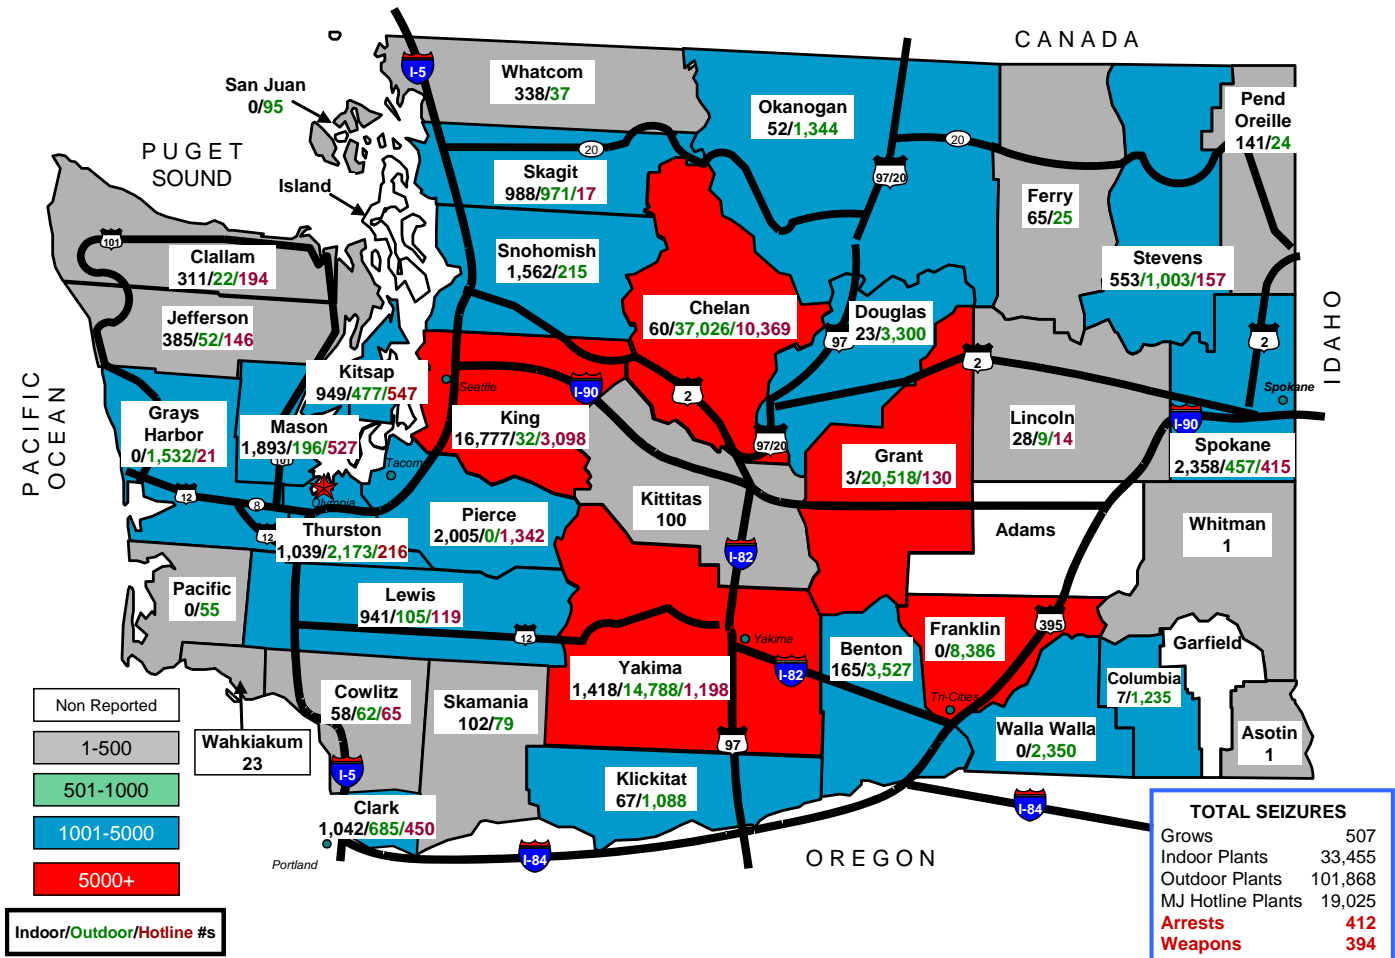 CANADA
I-5
Whatcom
338/37
San Juan
0/95
Okanogan
52/1,344
Pend
Oreille
141/24
PUGET
SOUND
20
20
Skagit
988/971/17
97/20
Island
Ferry
65/25
101
Clallam
311/22/194
Snohomish
1,562/215
Stevens
553/1,003/157
Jefferson
385/52/146
Chelan
60/37,026/10,369
Douglas
23/3,300
97
2
IDAHO
PACIFIC
OCEAN
Kitsap
949/477/547
Seattle
I-90
2
2
Spokane
Grays
Harbor
0/1,532/21
Mason
1,893/196/527
101
King
16,777/32/3,098
Lincoln
28/9/14
I-90
97/20
Spokane
2,358/457/415
Tacom
Grant
3/20,518/130
12
8
Olympia
12
Kittitas
100
Pierce
2,005/0/1,342
Adams
Whitman
1
Thurston
1,039/2,173/216
I-82
Pacific
0/55
Lewis
941/105/119
12
Yakima
395
Franklin
0/8,386
Garfield
Benton
165/3,527
Yakima
1,418/14,788/1,198
I-82
Tri-Cities
Columbia
7/1,235
Cowlitz
58/62/65
Skamania
102/79
Non Reported
1-500
501-1000
1001-5000
5000+
Wahkiakum
23
97
Walla Walla
0/2,350
Asotin
1
I-5
Klickitat
67/1,088
Clark
1,042/685/450
I-84
Portland
I-84
OREGON
Indoor/Outdoor/Hotline #s
TOTAL SEIZURES
Grows 507
Indoor Plants 33,455
Outdoor Plants 101,868
MJ Hotline Plants 19,025
Arrests 412
Weapons 394